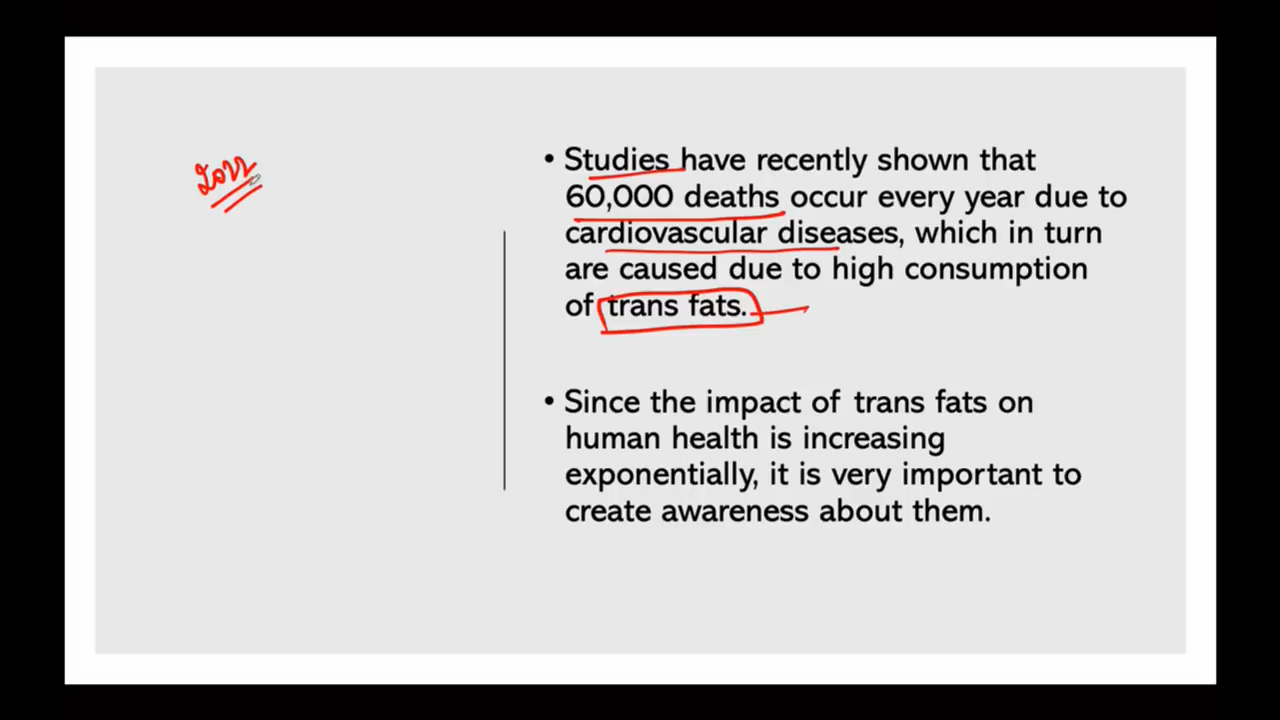 • Studies have recently shown that
60,000 deaths occur every year due to
cardiovascular diseases, which in turn
are caused due to high consumption
of trans fats.
• Since the impact of trans fats on
human health is increasing
exponentially, it is very important to
create awareness about them.